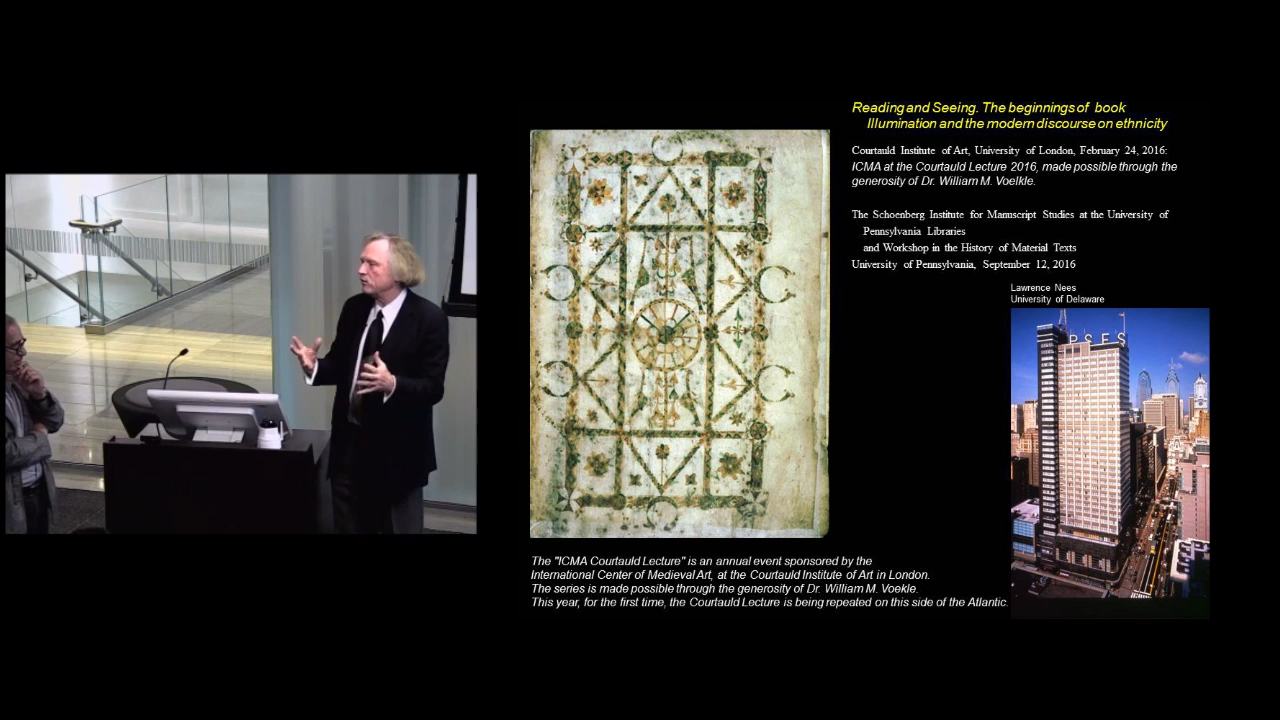 Reading and Seeing. The beginnings of book
Illumination and the modern discourse on ethnicity
Courtauld Institute of Art, University of London, February 24, 2016:
ICMA at the Courtauld Lecture 2016, made possible through the
generosity of Dr. William M. Voelkle.
The Schoenberg Institute for Manuscript Studies at the University of
Pennsylvania Libraries
and Workshop in the History of Material Texts
University of Pennsylvania, September 12, 2016
Lawrence Nees
University of Delaware
PSFS
The "ICMA Courtauld Lecture" is an annual event sponsored by the
International Center of Medieval Art, at the Courtauld Institute of Art in London.
The series is made possible through the generosity of Dr. William M. Voekle.
This year, for the first time, the Courtauld Lecture is being repeated on this side of the Atlantic.